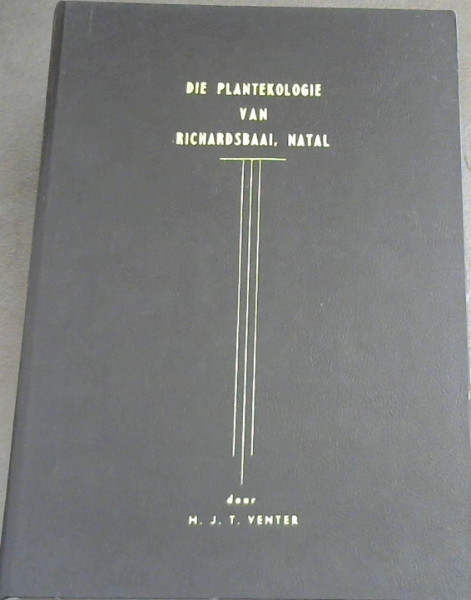 DIE PLANTEKOLOGIE
VAN
RICHARDSBAAI, NATAL
deur
H. J. T. VENTER